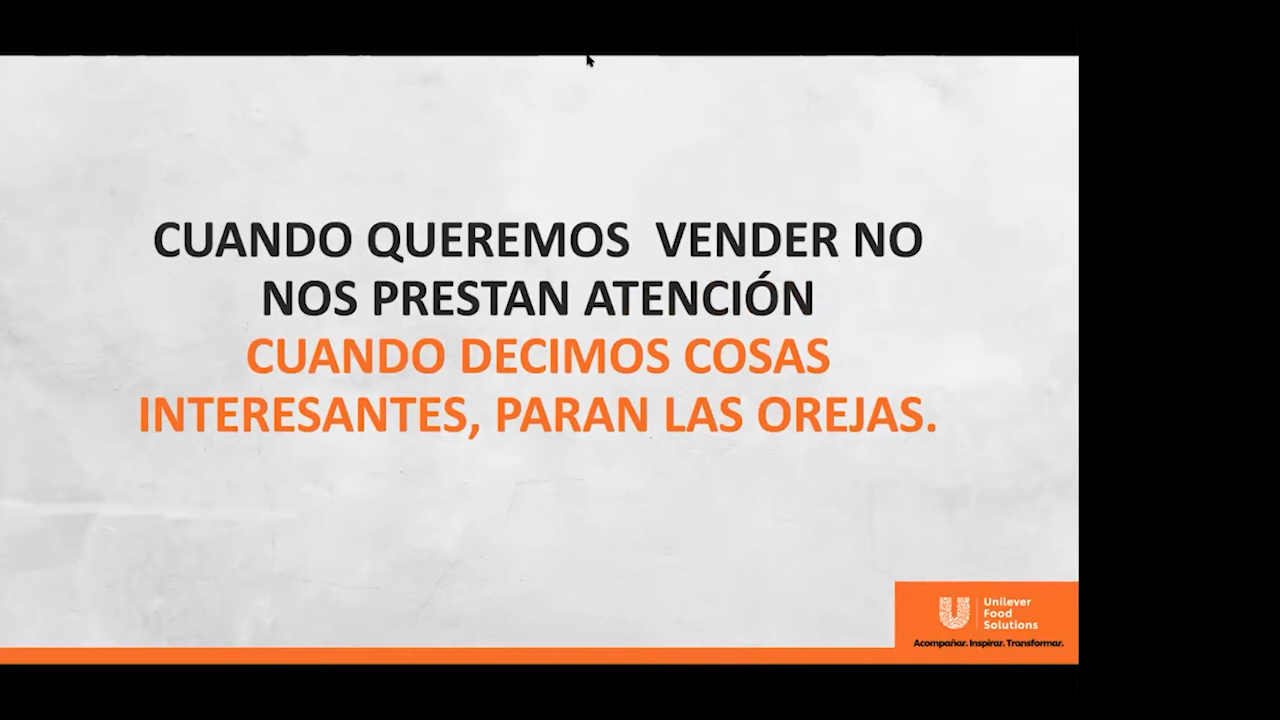 CUANDO QUEREMOS  VENDER NO
NOS PRESTAN ATENCIÓN
CUANDO DECIMOS COSAS
INTERESANTES, PARAN LAS OREJAS.
Unilever
Food
Solutions
Acompañar. Inspirar. Transformar.